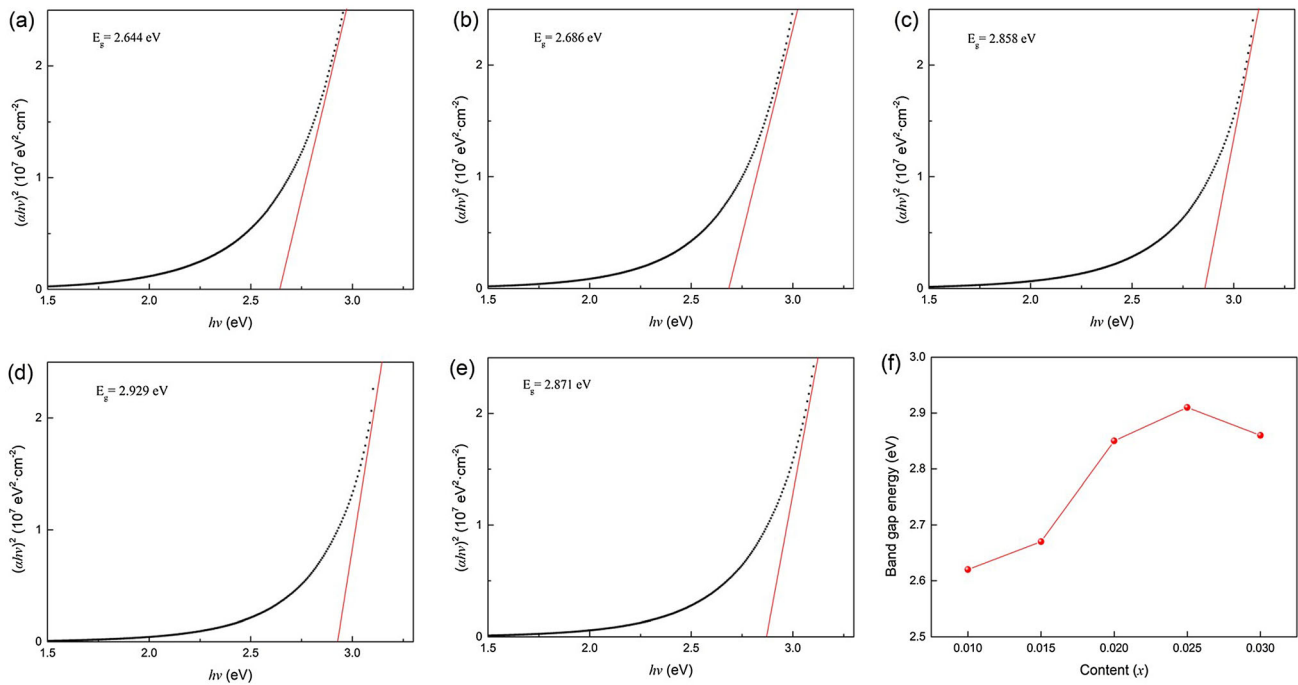 (a)
E_g = 2.644 eV
2
1
0
(αhν)² (10⁷ eV²·cm⁻²)
1.5 2.0 2.5 3.0
hν (eV)
(b)
E_g = 2.686 eV
2
1
0
(αhν)² (10⁷ eV²·cm⁻²)
1.5 2.0 2.5 3.0
hν (eV)
(c)
E_g = 2.858 eV
2
1
0
(αhν)² (10⁷ eV²·cm⁻²)
1.5 2.0 2.5 3.0
hν (eV)
(d)
E_g = 2.929 eV
2
1
0
(αhν)² (10⁷ eV²·cm⁻²)
1.5 2.0 2.5 3.0
hν (eV)
(e)
E_g = 2.871 eV
2
1
0
(αhν)² (10⁷ eV²·cm⁻²)
1.5 2.0 2.5 3.0
hν (eV)
(f)
3.0
2.9
2.8
2.7
2.6
2.5
Band gap energy (eV)
0.010 0.015 0.020 0.025 0.030
Content (x)